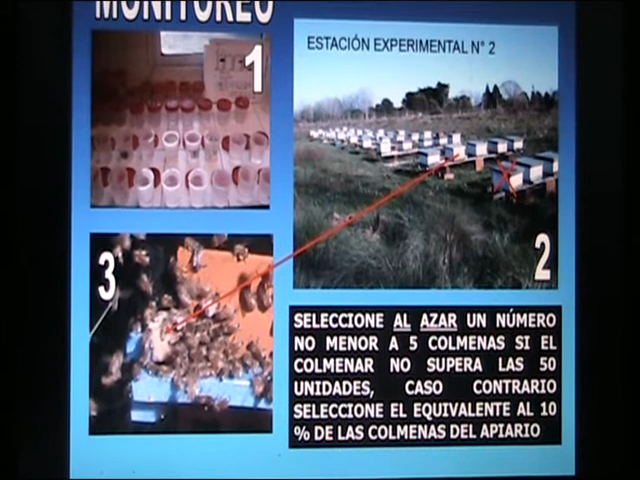 MONITOREO
1
ESTACIÓN EXPERIMENTAL N° 2
3
2
SELECCIONE AL AZAR UN NÚMERO
NO MENOR A 5 COLMENAS SI EL
COLMENAR NO SUPERA LAS 50
UNIDADES, CASO CONTRARIO
SELECCIONE EL EQUIVALENTE AL 10
% DE LAS COLMENAS DEL APIARIO